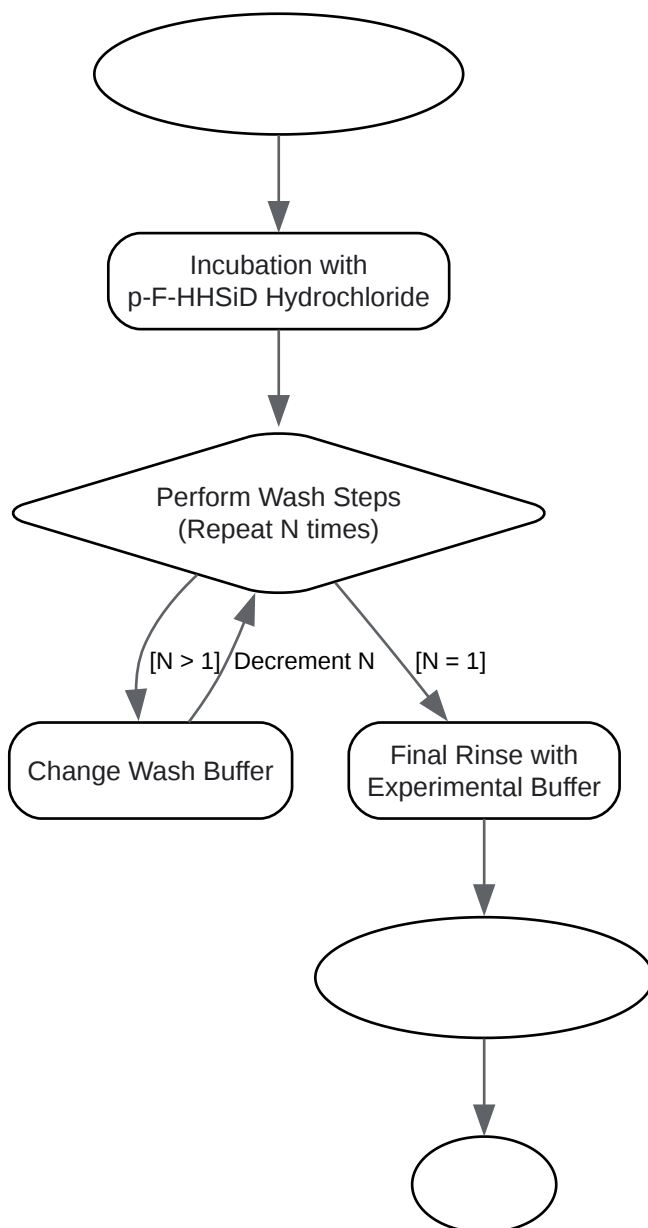 Incubation with
p-F-HHSiD Hydrochloride
Perform Wash Steps
(Repeat N times)
[N > 1]
Decrement N
[N = 1]
Change Wash Buffer
Final Rinse with
Experimental Buffer